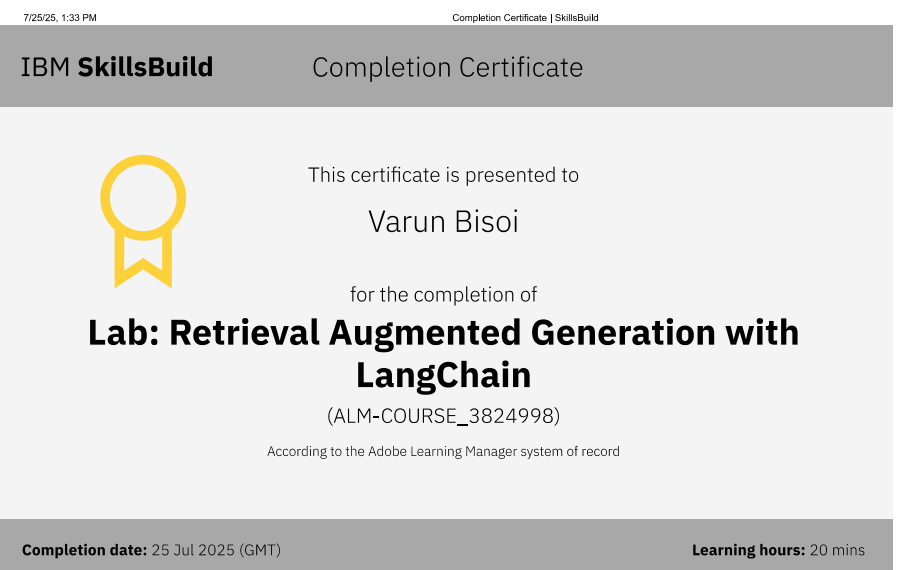 7/25/25, 1:33 PM
Completion Certificate | SkillsBuild
IBM SkillsBuild
Completion Certificate
This certificate is presented to
Varun Bisoi
for the completion of
Lab: Retrieval Augmented Generation with
LangChain
(ALM-COURSE_3824998)
According to the Adobe Learning Manager system of record
Completion date: 25 Jul 2025 (GMT)
Learning hours: 20 mins